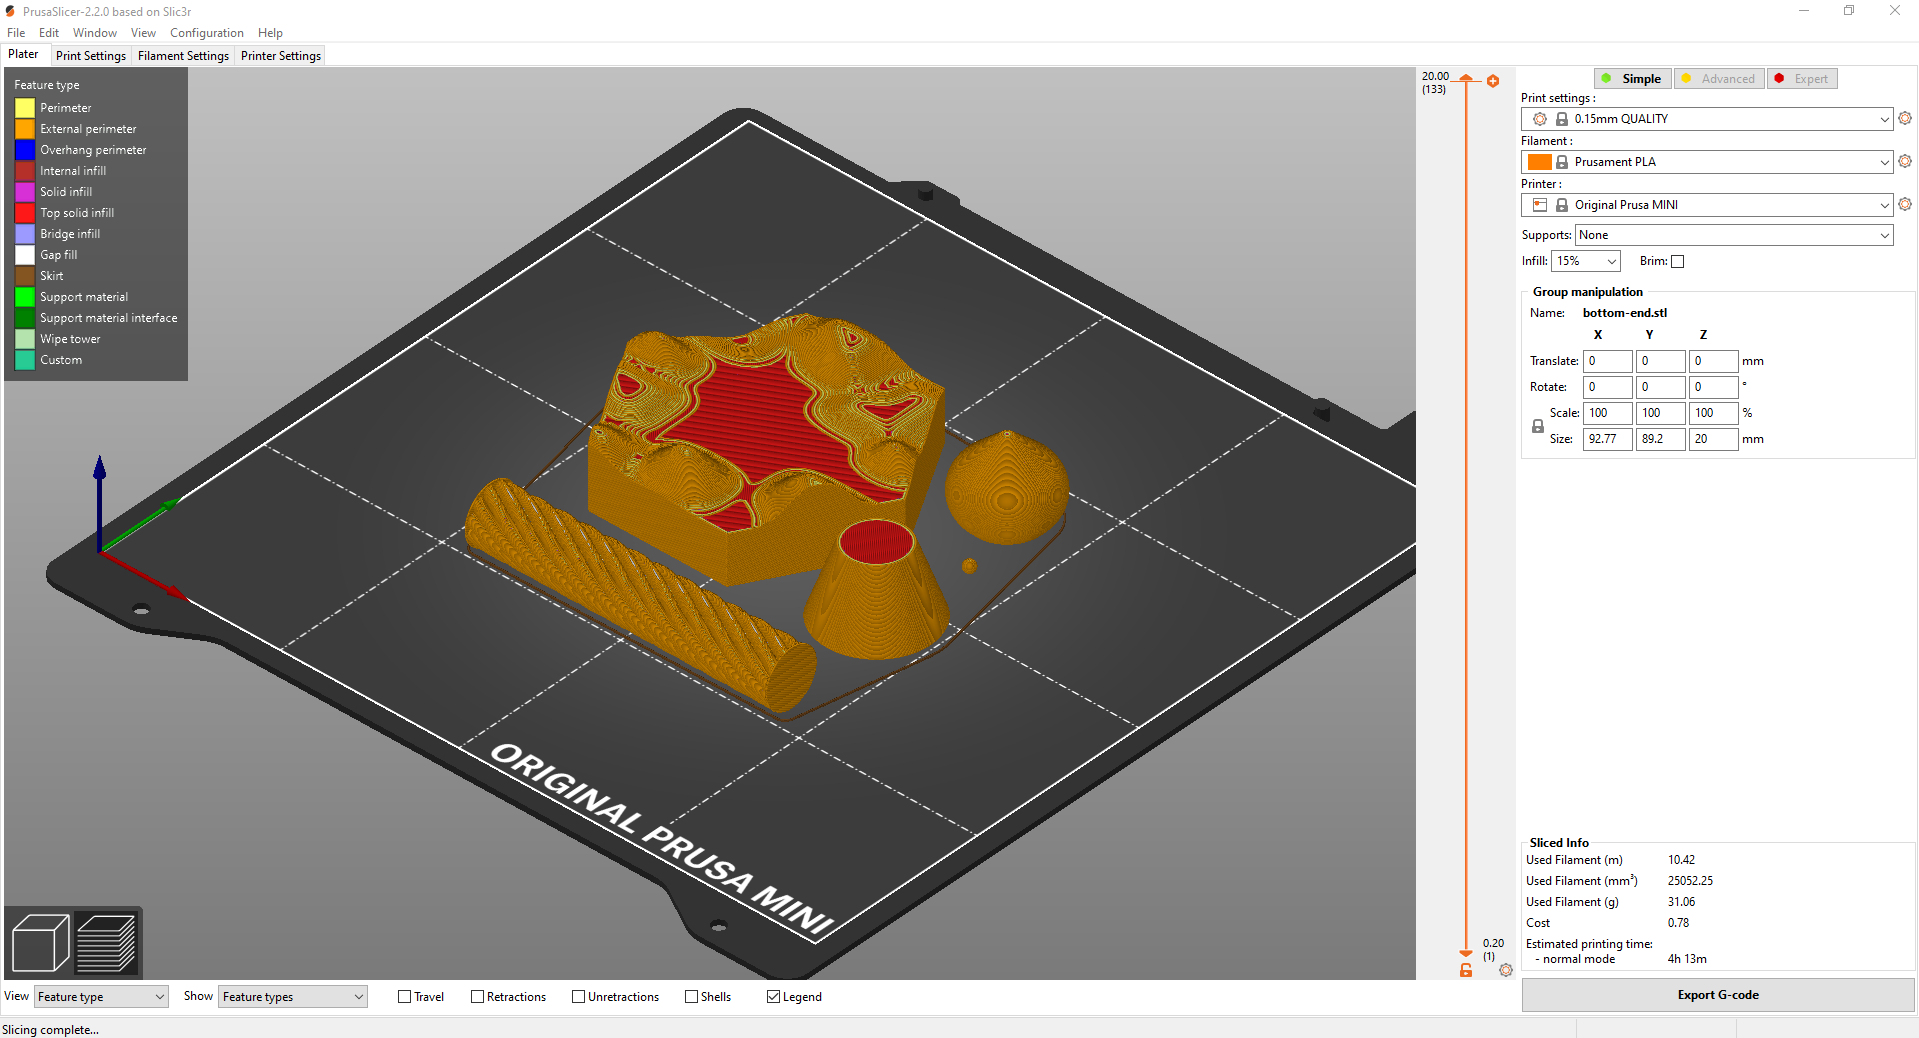 PrusaSlicer-2.2.0 based on Slic3r
File Edit Window View Configuration Help
Plater Print Settings Filament Settings Printer Settings
Feature type
Perimeter
External perimeter
Overhang perimeter
Internal infill
Solid infill
Top solid infill
Bridge infill
Gap fill
Skirt
Support material
Support material interface
Wipe tower
Custom
ORIGINAL PRUSA MINI
20.00
(133)
0.20
(1)
Simple Advanced Expert
Print settings :
0.15mm QUALITY
Filament :
Prusament PLA
Printer :
Original Prusa MINI
Supports: None
Infill: 15% Brim:
Group manipulation
Name: bottom-end.stl
X Y Z
Translate: 0 0 0 mm
Rotate: 0 0 0 °
Scale: 100 100 100 %
Size: 92.77 89.2 20 mm
Sliced Info
Used Filament (m) 10.42
Used Filament (mm³) 25052.25
Used Filament (g) 31.06
Cost 0.78
Estimated printing time:
- normal mode 4h 13m
Export G-code
View Feature type Show Feature types Travel Retractions Unretractions Shells Legend
Slicing complete...